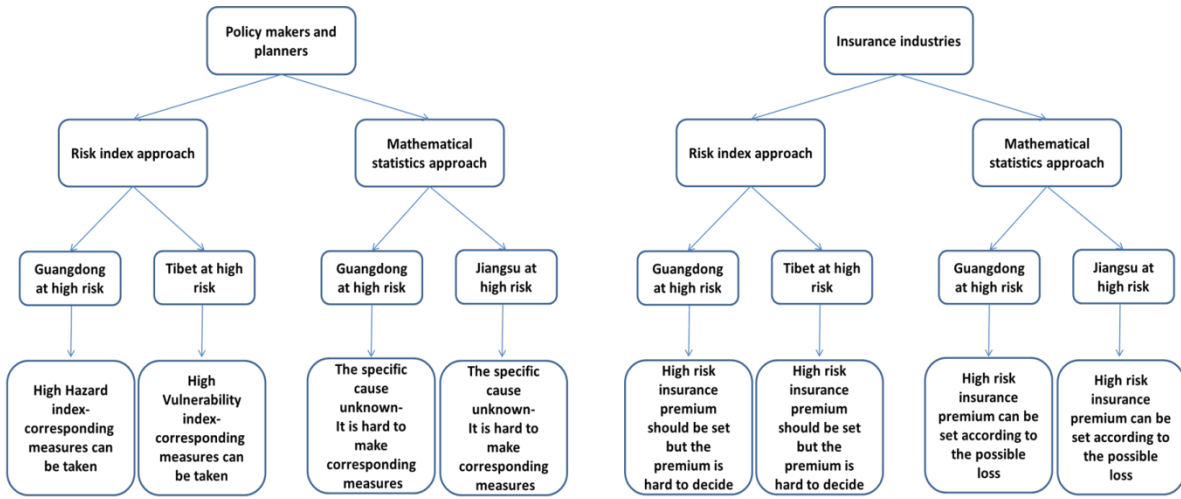 Policy makers and
planners
Risk index approach
Mathematical
statistics approach
Guangdong
at high risk
Tibet at high
risk
Guangdong
at high risk
Jiangsu at
high risk
High Hazard
index-
corresponding
measures can
be taken
High
Vulnerability
index-
corresponding
measures can
be taken
The specific
cause
unknown-
It is hard to
make
corresponding
measures
The specific
cause
unknown-
It is hard to
make
corresponding
measures
Insurance industries
Risk index approach
Mathematical
statistics approach
Guangdong
at high risk
Tibet at high
risk
Guangdong
at high risk
Jiangsu at
high risk
High risk
insurance
premium
should be set
but the
premium is
hard to decide
High risk
insurance
premium
should be set
but the
premium is
hard to decide
High risk
insurance
premium can be
set according to
the possible
loss
High risk
insurance
premium can be
set according to
the possible
loss